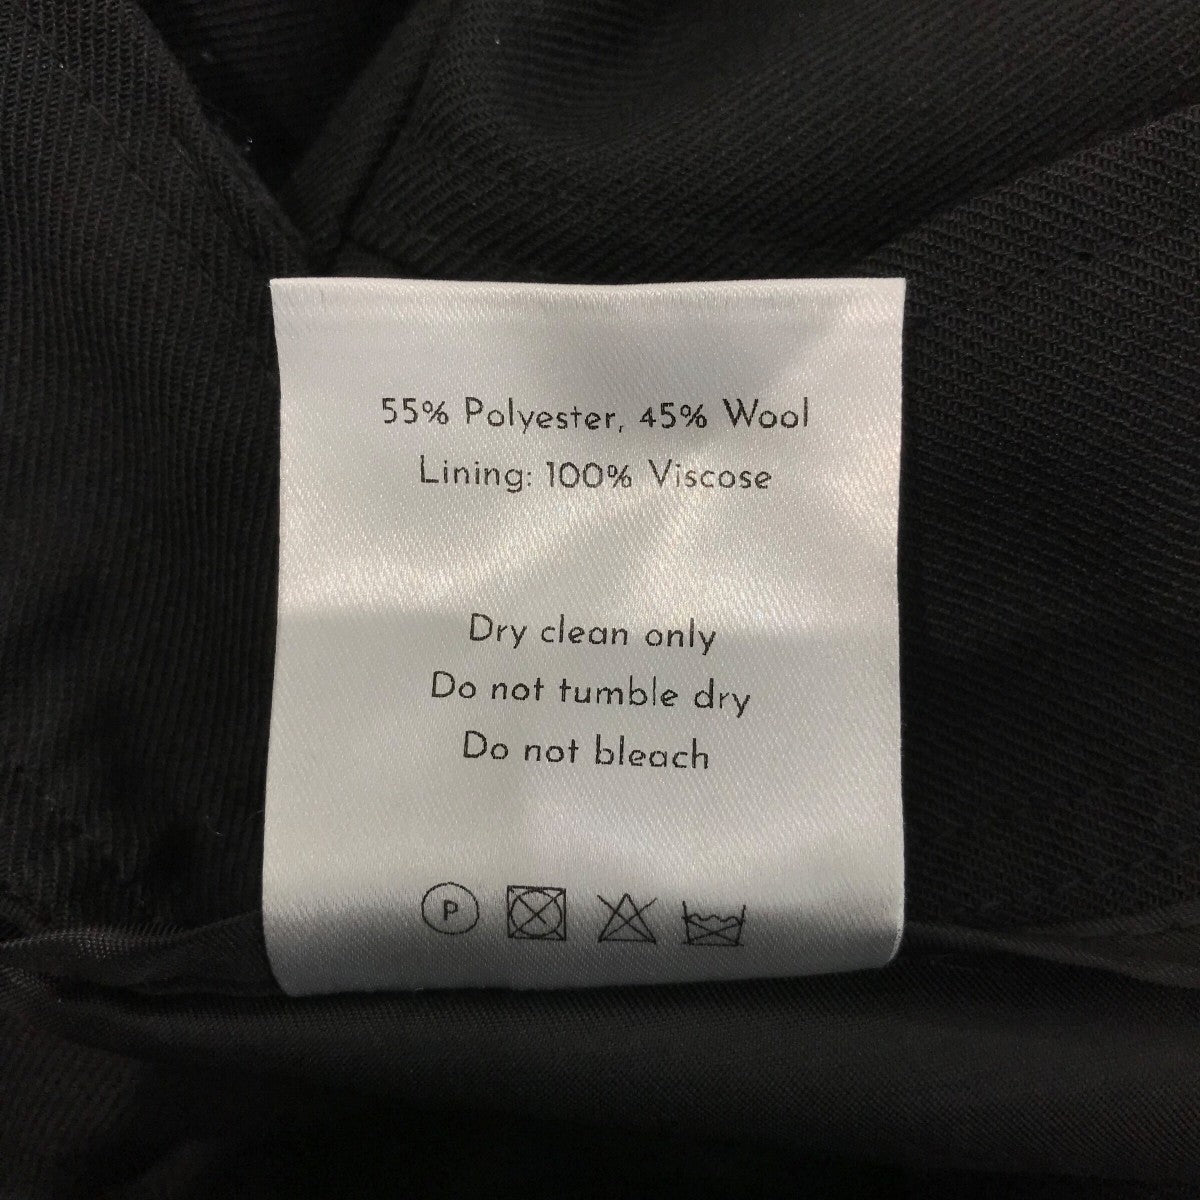 55% Polyester, 45% Wool
Lining: 100% Viscose
Dry clean only
Do not tumble dry
Do not bleach
P